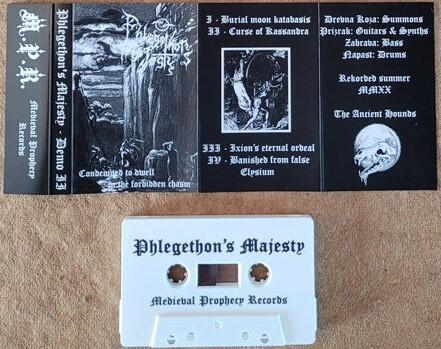 M.P.R.
Medieval Prophecy
Records
Phlegethon's Majesty - Demo II
Phlegethon's
Majesty
Condemned to dwell
in the forbidden chasm
I - Burial moon katabasis
II - Curse of Kassandra
III - Ixion's eternal ordeal
IV - Banished from false
Elysium
Drevna Koza: Summons
Prizrak: Guitars & Synths
Zabrava: Bass
Napast: Drums
Rekorded summer
MMXX
The Ancient Hounds
Phlegethon's Majesty
Medieval Prophecy Records